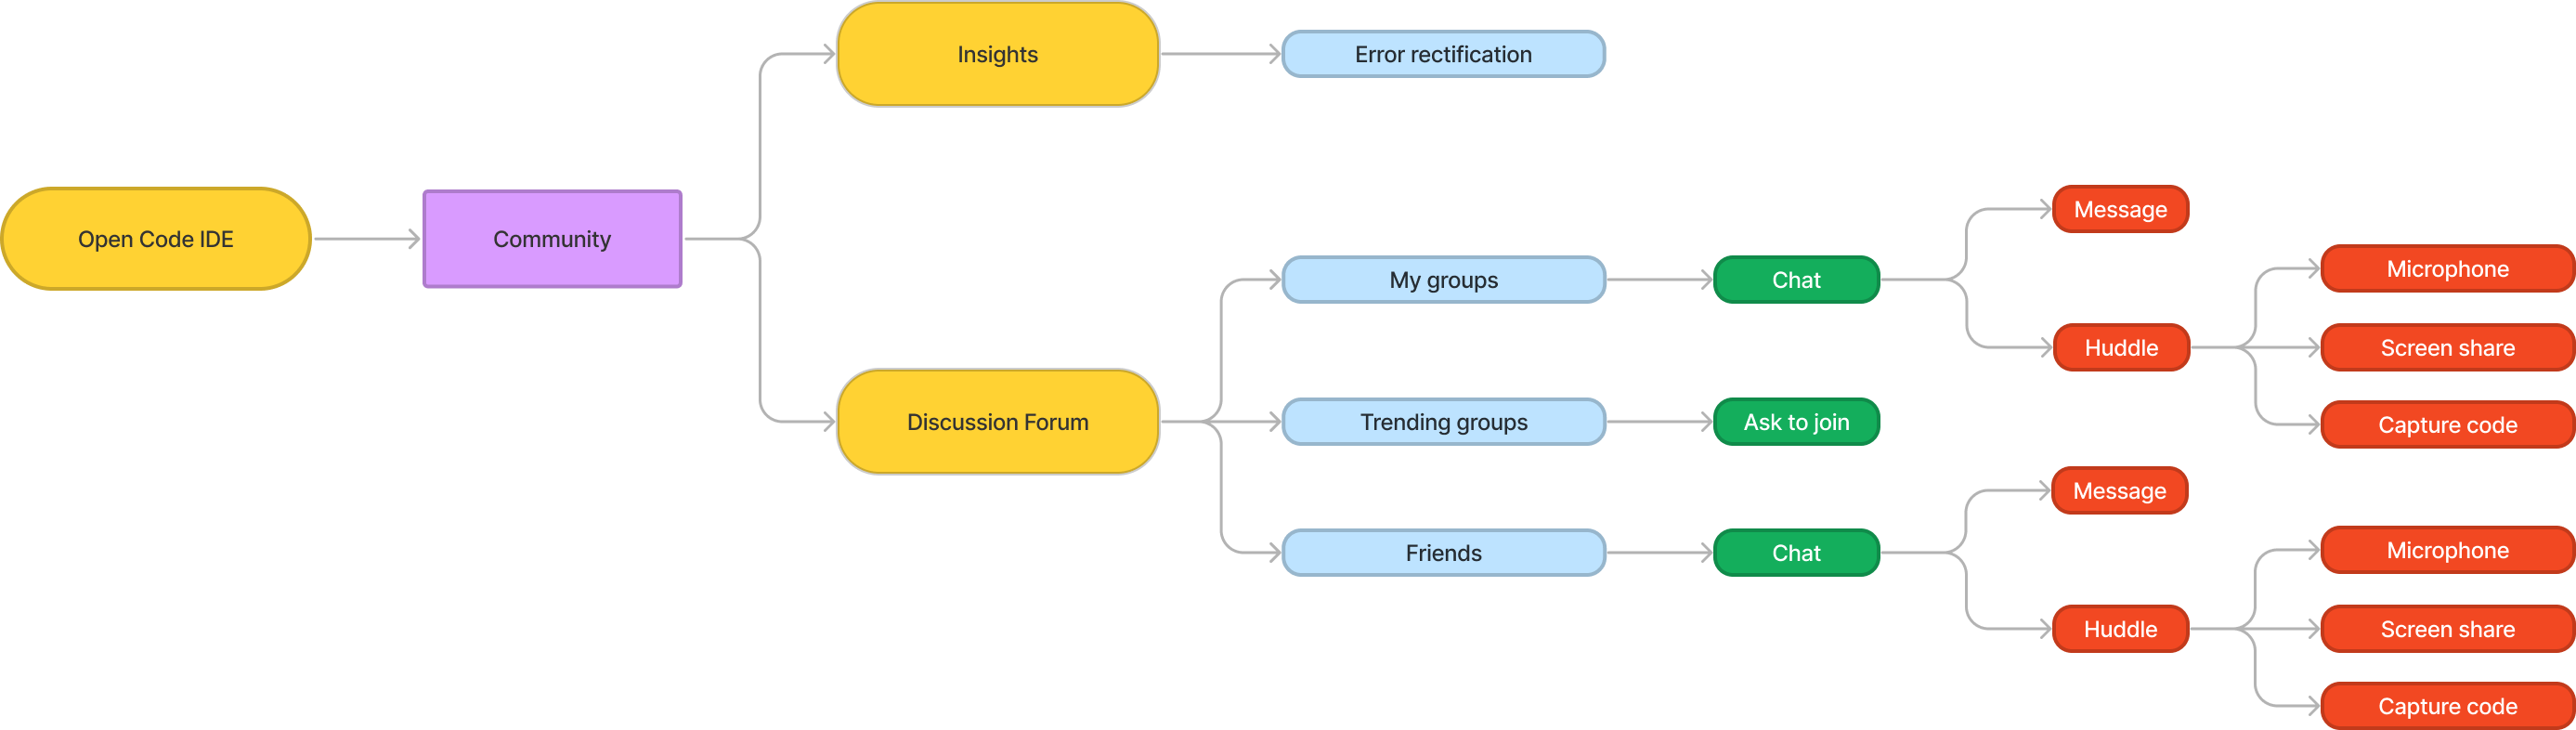 Insights
Error rectification
Open Code IDE
Community
Message
My groups
Chat
Microphone
Huddle
Screen share
Discussion Forum
Trending groups
Ask to join
Capture code
Message
Friends
Chat
Microphone
Huddle
Screen share
Capture code